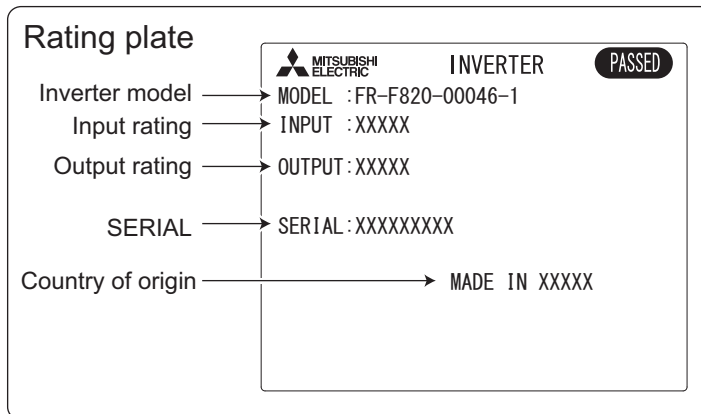 Rating plate
MITSUBISHI
ELECTRIC
INVERTER
PASSED
Inverter model
MODEL :FR-F820-00046-1
Input rating
INPUT :XXXXX
Output rating
OUTPUT:XXXXX
SERIAL
SERIAL:XXXXXXXXX
Country of origin
MADE IN XXXXX